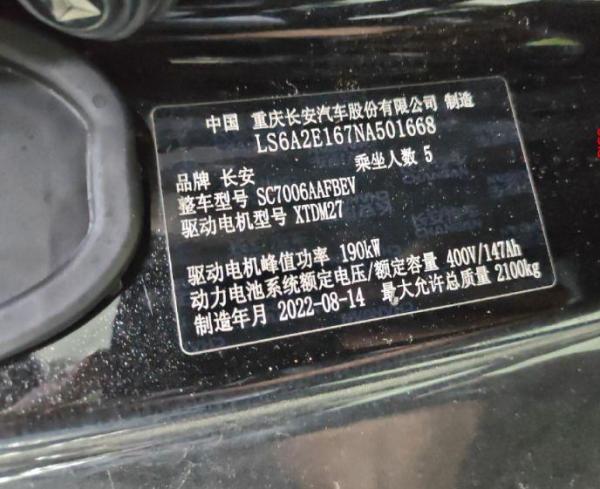 中国 重庆长安汽车股份有限公司 制造
LS6A2E167NA501668
品牌 长安 乘坐人数 5
整车型号 SC7006AAFBEV
驱动电机型号 XTDM27
驱动电机峰值功率 190kW
动力电池系统额定电压/额定容量 400V/147Ah
制造年月 2022-08-14 最大允许总质量 2100kg